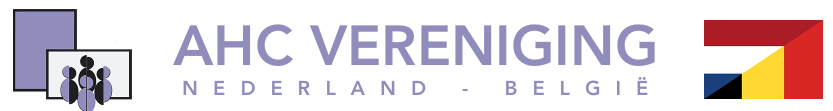 AHC VERENIGING
NEDERLAND - BELGIË